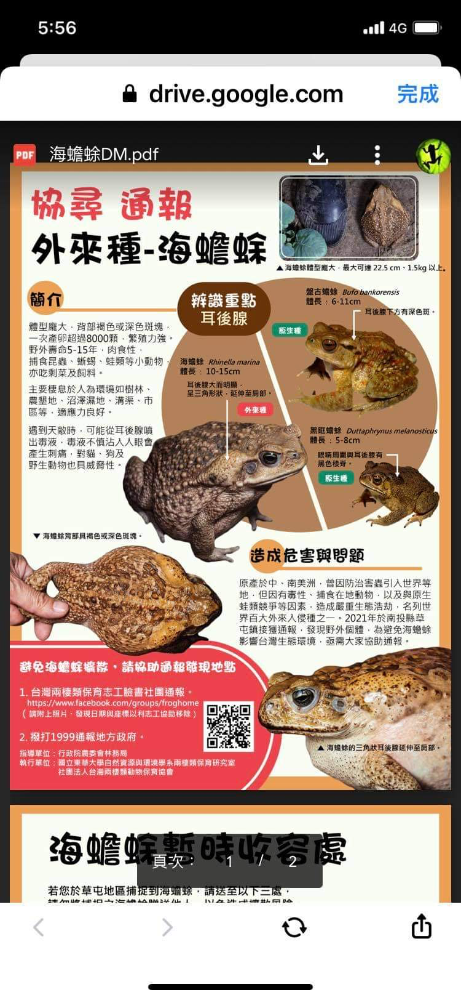 5:56
4G
drive.google.com
完成
PDF
海蟾蜍DM.pdf
協尋 通報
外來種-海蟾蜍
▲海蟾蜍體型龐大，最大可達 22.5 cm、1.5kg 以上。
簡介
體型龐大，背部褐色或深色斑塊，
一次產卵超過8000顆，繁殖力強。
野外壽命5-15年，肉食性，
捕食昆蟲、蜥蜴、蛙類等小動物，
亦吃剩菜及飼料。
主要棲息於人為環境如樹林、
農墾地、沼澤濕地、溝渠、市
區等，適應力良好。
遇到天敵時，可能從耳後腺噴
出毒液，毒液不慎沾入人眼會
產生刺痛，對貓、狗及
野生動物也具威脅性。
辨識重點
耳後腺
盤古蟾蜍 Bufo bankorensis
體長：6-11cm
耳後腺下方有深色斑。
原生種
海蟾蜍 Rhinella marina
體長：10-15cm
耳後腺大而明顯，
呈三角形狀，延伸至肩部。
外來種
黑眶蟾蜍 Duttaphrynus melanosticus
體長：5-8cm
眼睛周圍與耳後腺有
黑色稜脊。
原生種
▼ 海蟾蜍背部具褐色或深色斑塊。
造成危害與問題
原產於中、南美洲，曾因防治害蟲引入世界等
地，但因有毒性、捕食在地動物，以及與原生
蛙類競爭等因素，造成嚴重生態浩劫，名列世
界百大外來入侵種之一。2021年於南投縣草
屯鎮接獲通報，發現野外個體，為避免海蟾蜍
影響台灣生態環境，亟需大家協助通報。
避免海蟾蜍擴散，請協助通報發現地點
1. 台灣兩棲類保育志工臉書社團通報。
https://www.facebook.com/groups/froghome
（請附上照片、發現日期與座標以利志工協助移除）
2. 撥打1999通報地方政府。
指導單位：行政院農委會林務局
執行單位：國立東華大學自然資源與環境學系兩棲類保育研究室
社團法人台灣兩棲類動物保育協會
▲ 海蟾蜍的三角狀耳後腺延伸至肩部。
海蟾蜍暫時收容處
頁次： 1 / 2
若您於草屯地區捕捉到海蟾蜍，請送至以下三處，